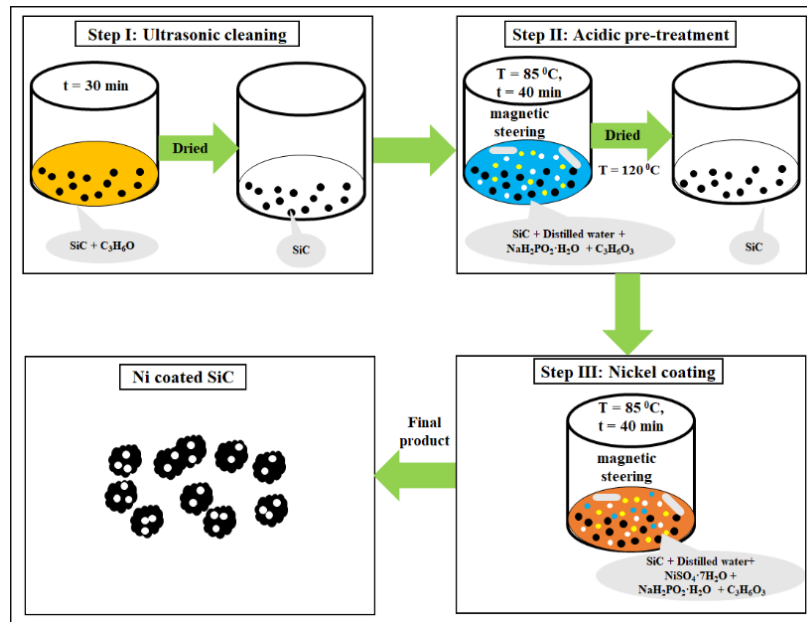 Step I: Ultrasonic cleaning
t = 30 min
Dried
SiC + C₃H₆O
SiC
Step II: Acidic pre-treatment
T = 85 ⁰C,
t = 40 min
magnetic
steering
Dried
T = 120 ⁰C
SiC + Distilled water +
NaH₂PO₂·H₂O + C₃H₆O₃
SiC
Ni coated SiC
Final
product
Step III: Nickel coating
T = 85 ⁰C,
t = 40 min
magnetic
steering
SiC + Distilled water+
NiSO₄·7H₂O +
NaH₂PO₂·H₂O + C₃H₆O₃